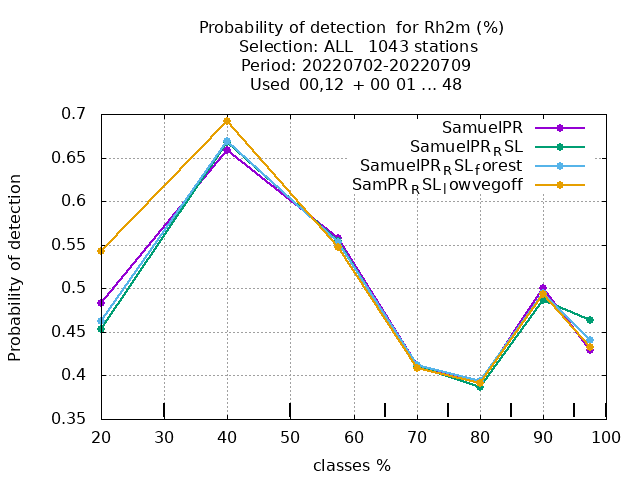 Probability of detection  for Rh2m (%)
Selection: ALL   1043 stations
Period: 20220702-20220709
Used  00,12  + 00 01 ... 48
SamuelPR
SamuelPR_RSL
SamuelPR_RSL_forest
SamPR_RSL_lowvegoff
0.7
0.65
0.6
0.55
0.5
0.45
0.4
0.35
Probability of detection
20 30 40 50 60 70 80 90 100
classes %